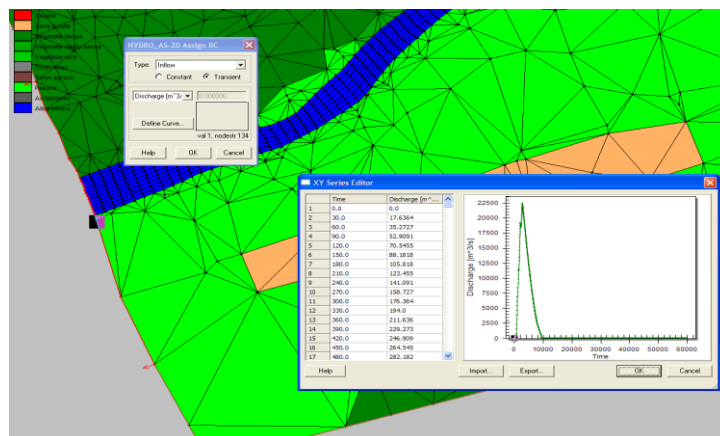 Vegetatie densa
Vegetatie rara
HYDRO_AS-2D Assign BC
Type: Inflow
Constant Transient
Discharge [m^3/ 0.000000
Define Curve...
val 1, nodestr 134
Help OK Cancel
XY Series Editor
Time Discharge [m^...
1 0.0 0.0
2 30.0 17.6364
3 60.0 35.2727
4 90.0 52.9091
5 120.0 70.5455
6 150.0 88.1818
7 180.0 105.818
8 210.0 123.455
9 240.0 141.091
10 270.0 158.727
11 300.0 176.364
12 330.0 194.0
13 360.0 211.636
14 390.0 229.273
15 420.0 246.909
16 450.0 264.545
17 480.0 282.182
Discharge [m^3/s]
22500
20000
17500
15000
12500
10000
7500
5000
2500
0
0 10000 20000 30000 40000 50000 60000
Time
Help Import... Export... OK Cancel